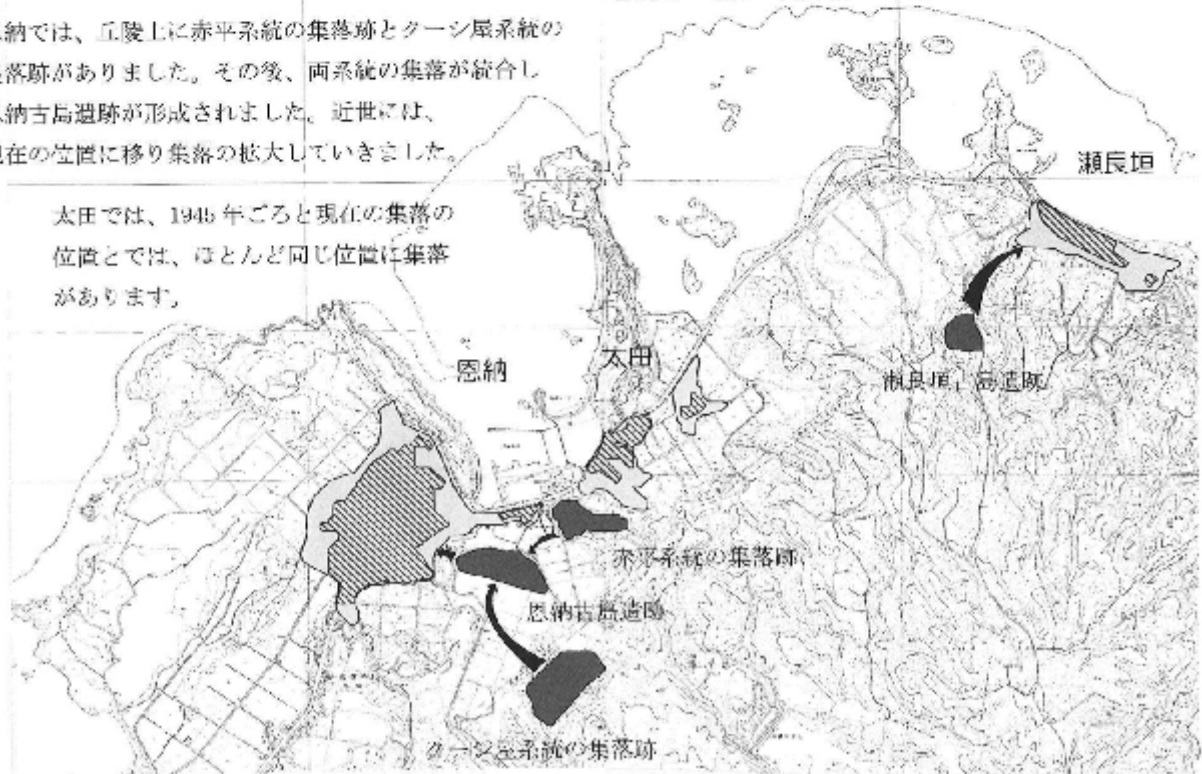 納では、丘陵上に赤平系統の集落跡とクーシ屋系統の
落跡がありました。その後、両系統の集落が統合し
納古島遺跡が形成されました。近世には、
在の位置に移り集落の拡大していきました。
太田では、1945年ごろと現在の集落の
位置とでは、ほとんど同じ位置に集落
があります。
瀬良垣
恩納
太田
瀬良垣 島遺跡
赤平系統の集落跡
恩納古島遺跡
クーシ屋系統の集落跡